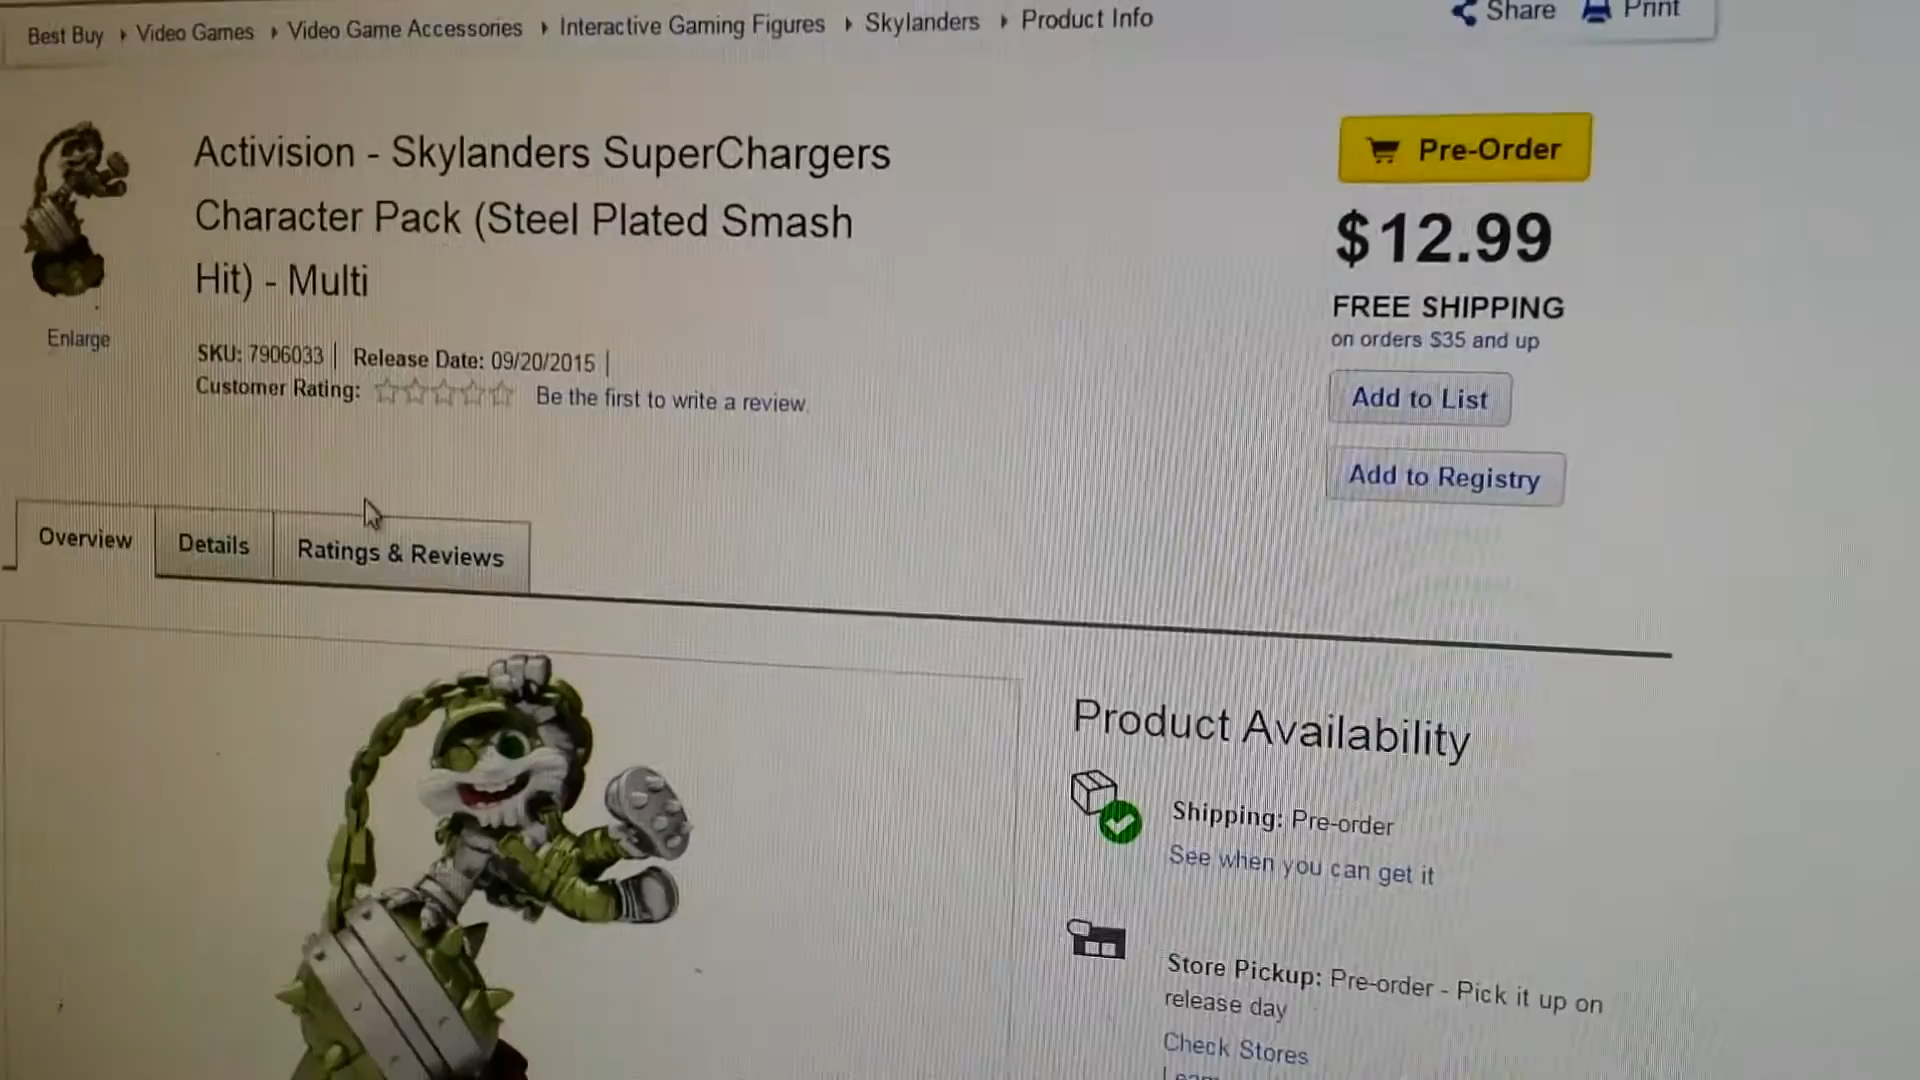 Best Buy Video Games Video Game Accessories Interactive Gaming Figures Skylanders Product Info
Share Print
Activision - Skylanders SuperChargers
Character Pack (Steel Plated Smash
Hit) - Multi
Enlarge
SKU: 7906033 | Release Date: 09/20/2015 |
Customer Rating: Be the first to write a review.
Pre-Order
$12.99
FREE SHIPPING
on orders $35 and up
Add to List
Add to Registry
Overview Details Ratings & Reviews
Product Availability
Shipping: Pre-order
See when you can get it
Store Pickup: Pre-order - Pick it up on
release day
Check Stores